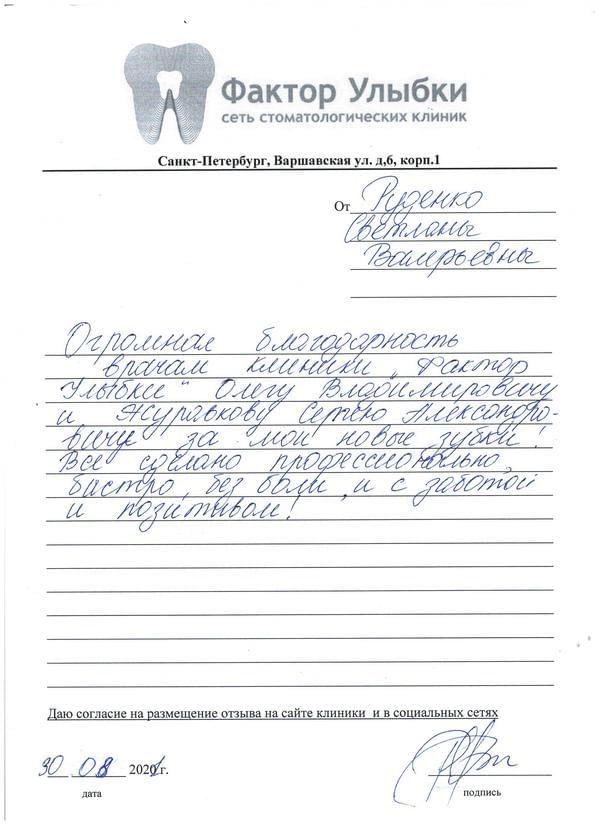 Фактор Улыбки
сеть стоматологических клиник
Санкт-Петербург, Варшавская ул. д,6, корп.1
От Руденко
Светланы
Валерьевны
Огромная благодарность
врачам клиники „Фактор
Улыбки“ Олегу Владимировичу
и Журавкову Сергею Александро-
вичу за мои новые зубки!
Все сделано профессионально,
быстро, без боли, и с заботой
и позитивом!
Даю согласие на размещение отзыва на сайте клиники и в социальных сетях
30 08 2021 г.
дата
подпись